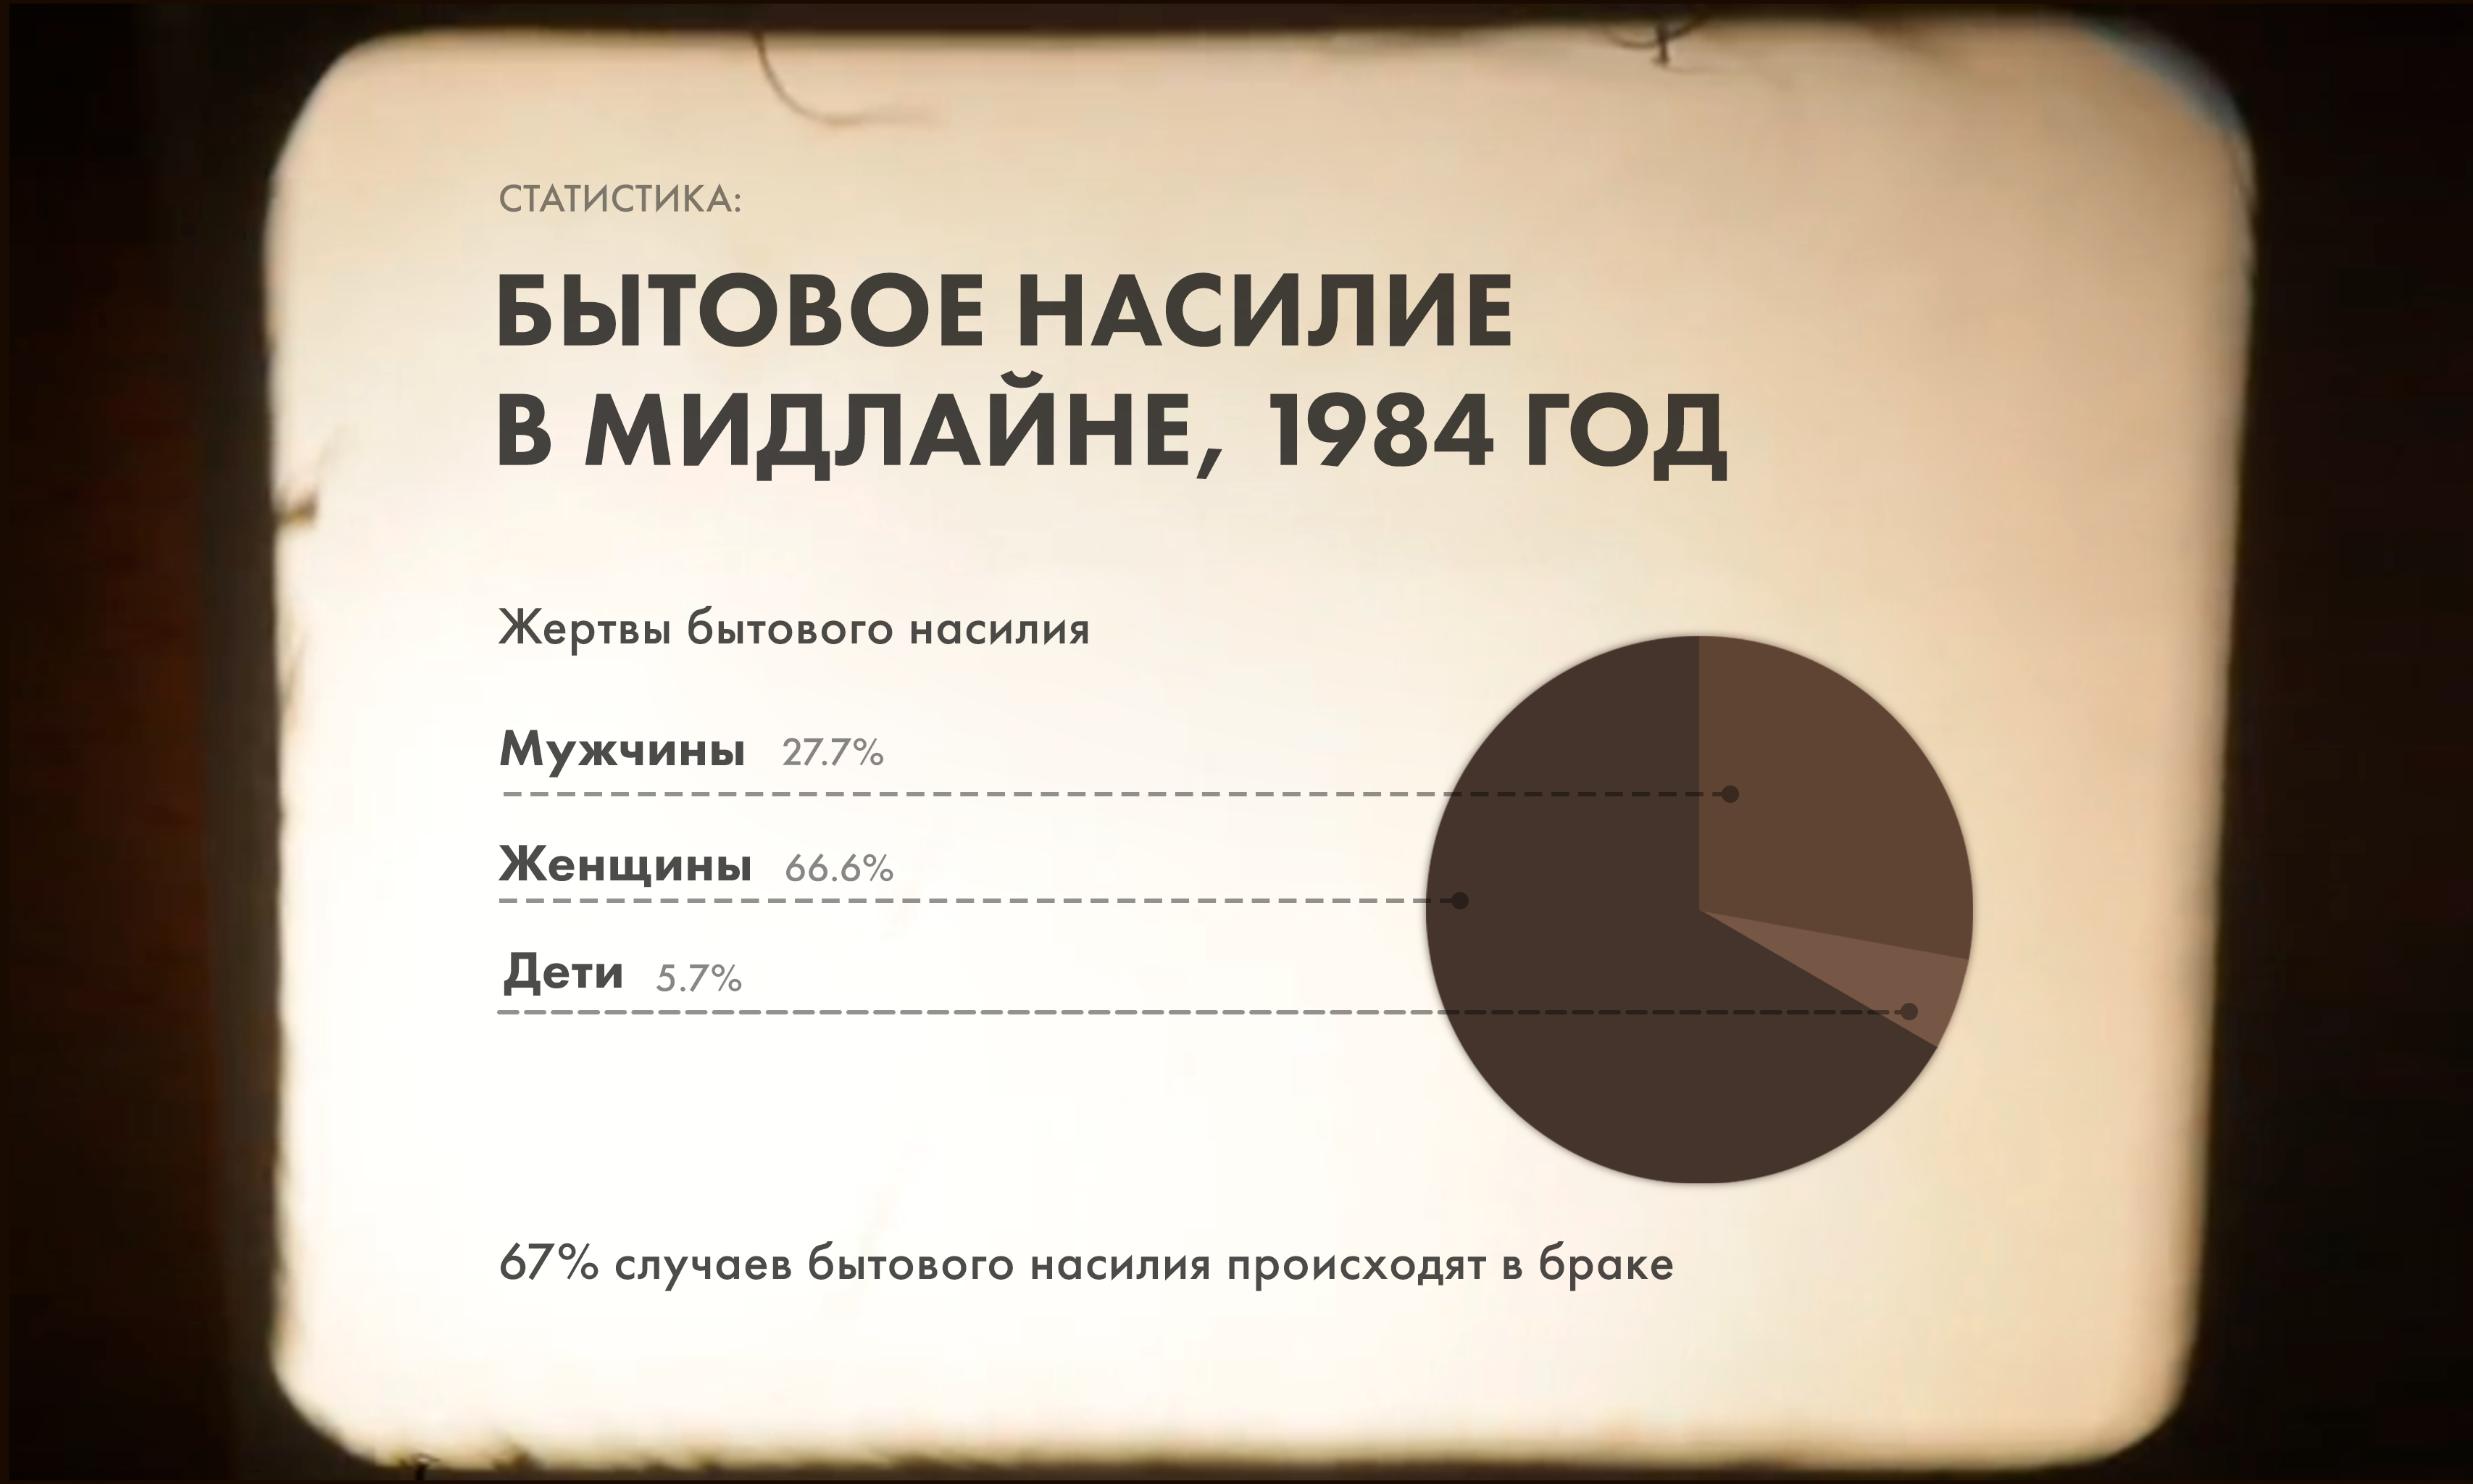 СТАТИСТИКА:
БЫТОВОЕ НАСИЛИЕ
В МИДЛАЙНЕ, 1984 ГОД
Жертвы бытового насилия
Мужчины 27.7%
Женщины 66.6%
Дети 5.7%
67% случаев бытового насилия происходят в браке